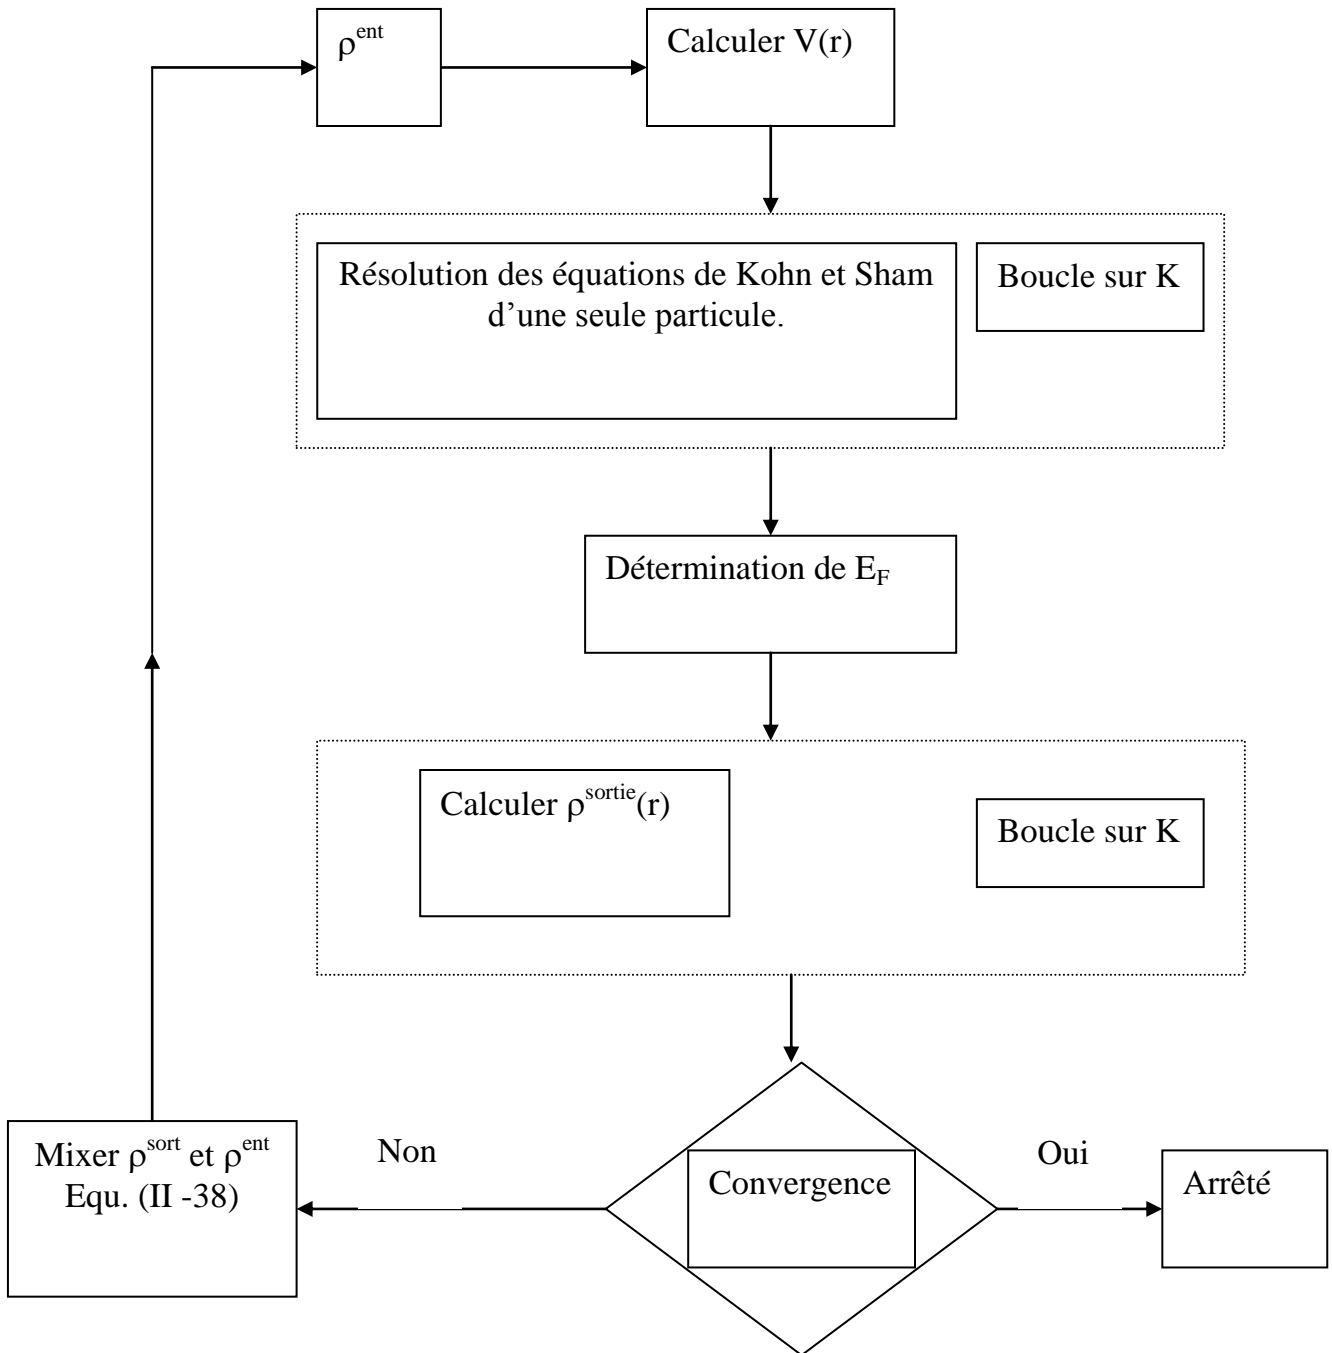 ρ^ent
Calculer V(r)
Résolution des équations de Kohn et Sham
d’une seule particule.
Boucle sur K
Détermination de E_F
Calculer ρ^sortie(r)
Boucle sur K
Mixer ρ^sort et ρ^ent
Equ. (II -38)
Non
Convergence
Oui
Arrêté